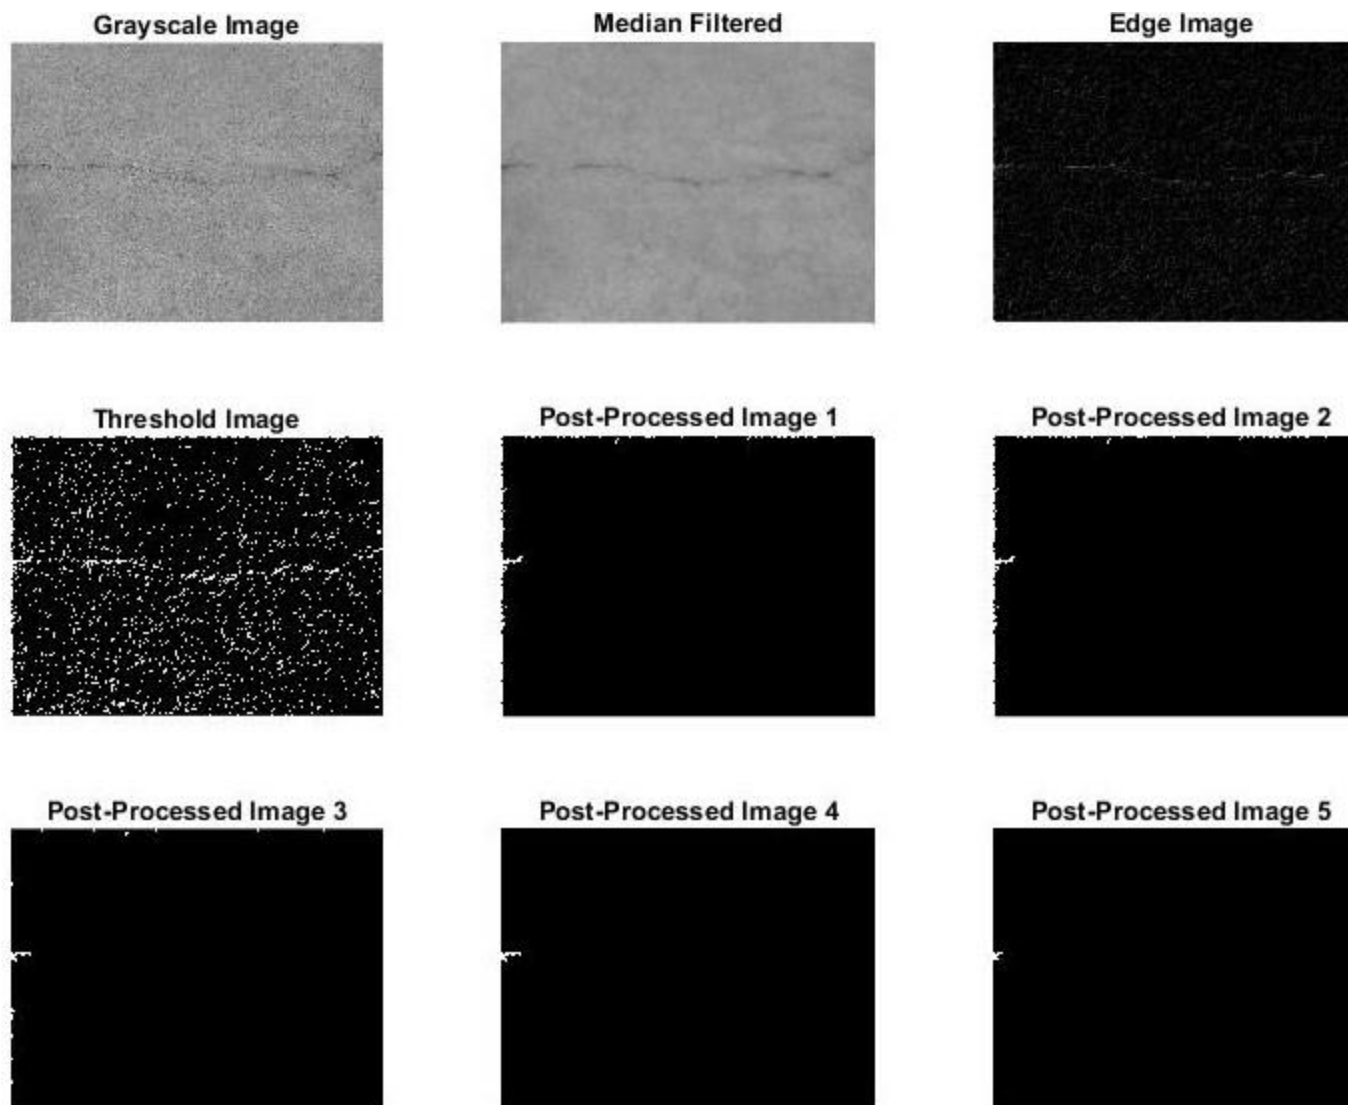 Grayscale Image
Median Filtered
Edge Image
Threshold Image
Post-Processed Image 1
Post-Processed Image 2
Post-Processed Image 3
Post-Processed Image 4
Post-Processed Image 5